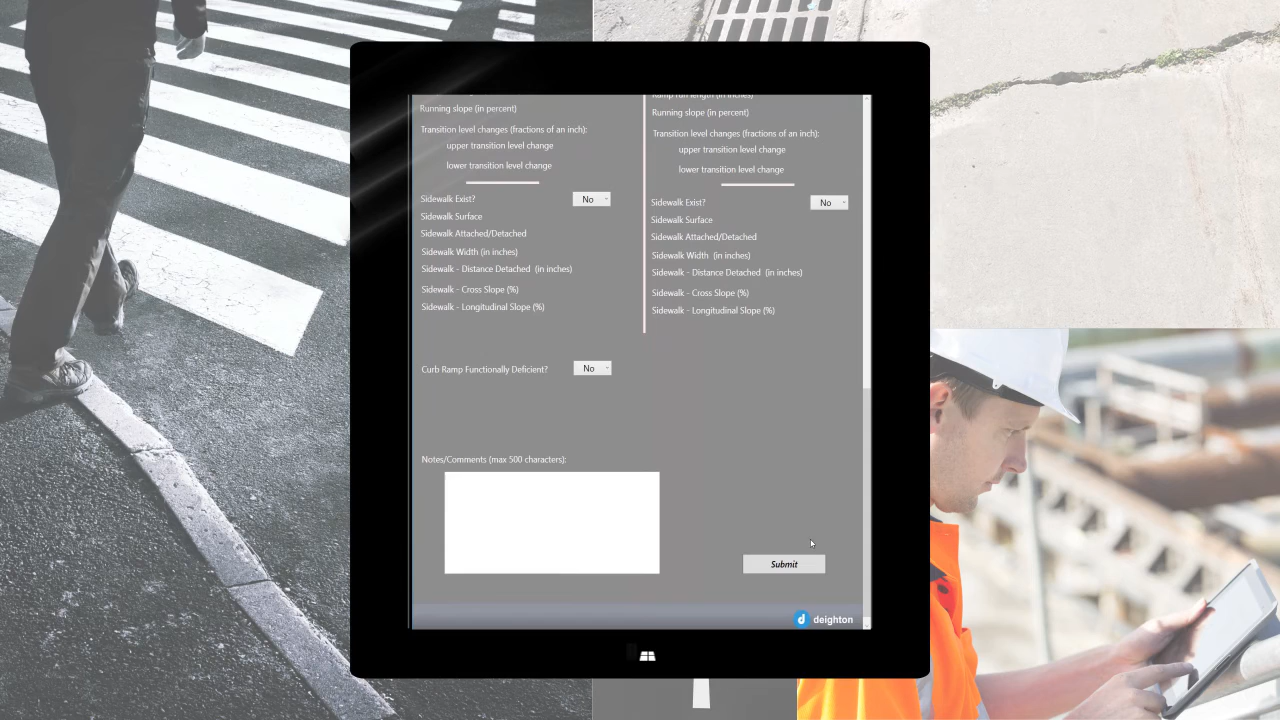 Running slope (in percent)
Transition level changes (fractions of an inch):
upper transition level change
lower transition level change
Sidewalk Exist?
No
Sidewalk Surface
Sidewalk Attached/Detached
Sidewalk Width (in inches)
Sidewalk - Distance Detached (in inches)
Sidewalk - Cross Slope (%)
Sidewalk - Longitudinal Slope (%)
Ramp run length (in inches)
Running slope (in percent)
Transition level changes (fractions of an inch):
upper transition level change
lower transition level change
Sidewalk Exist?
No
Sidewalk Surface
Sidewalk Attached/Detached
Sidewalk Width (in inches)
Sidewalk - Distance Detached (in inches)
Sidewalk - Cross Slope (%)
Sidewalk - Longitudinal Slope (%)
Curb Ramp Functionally Deficient?
No
Notes/Comments (max 500 characters):
Submit
d deighton